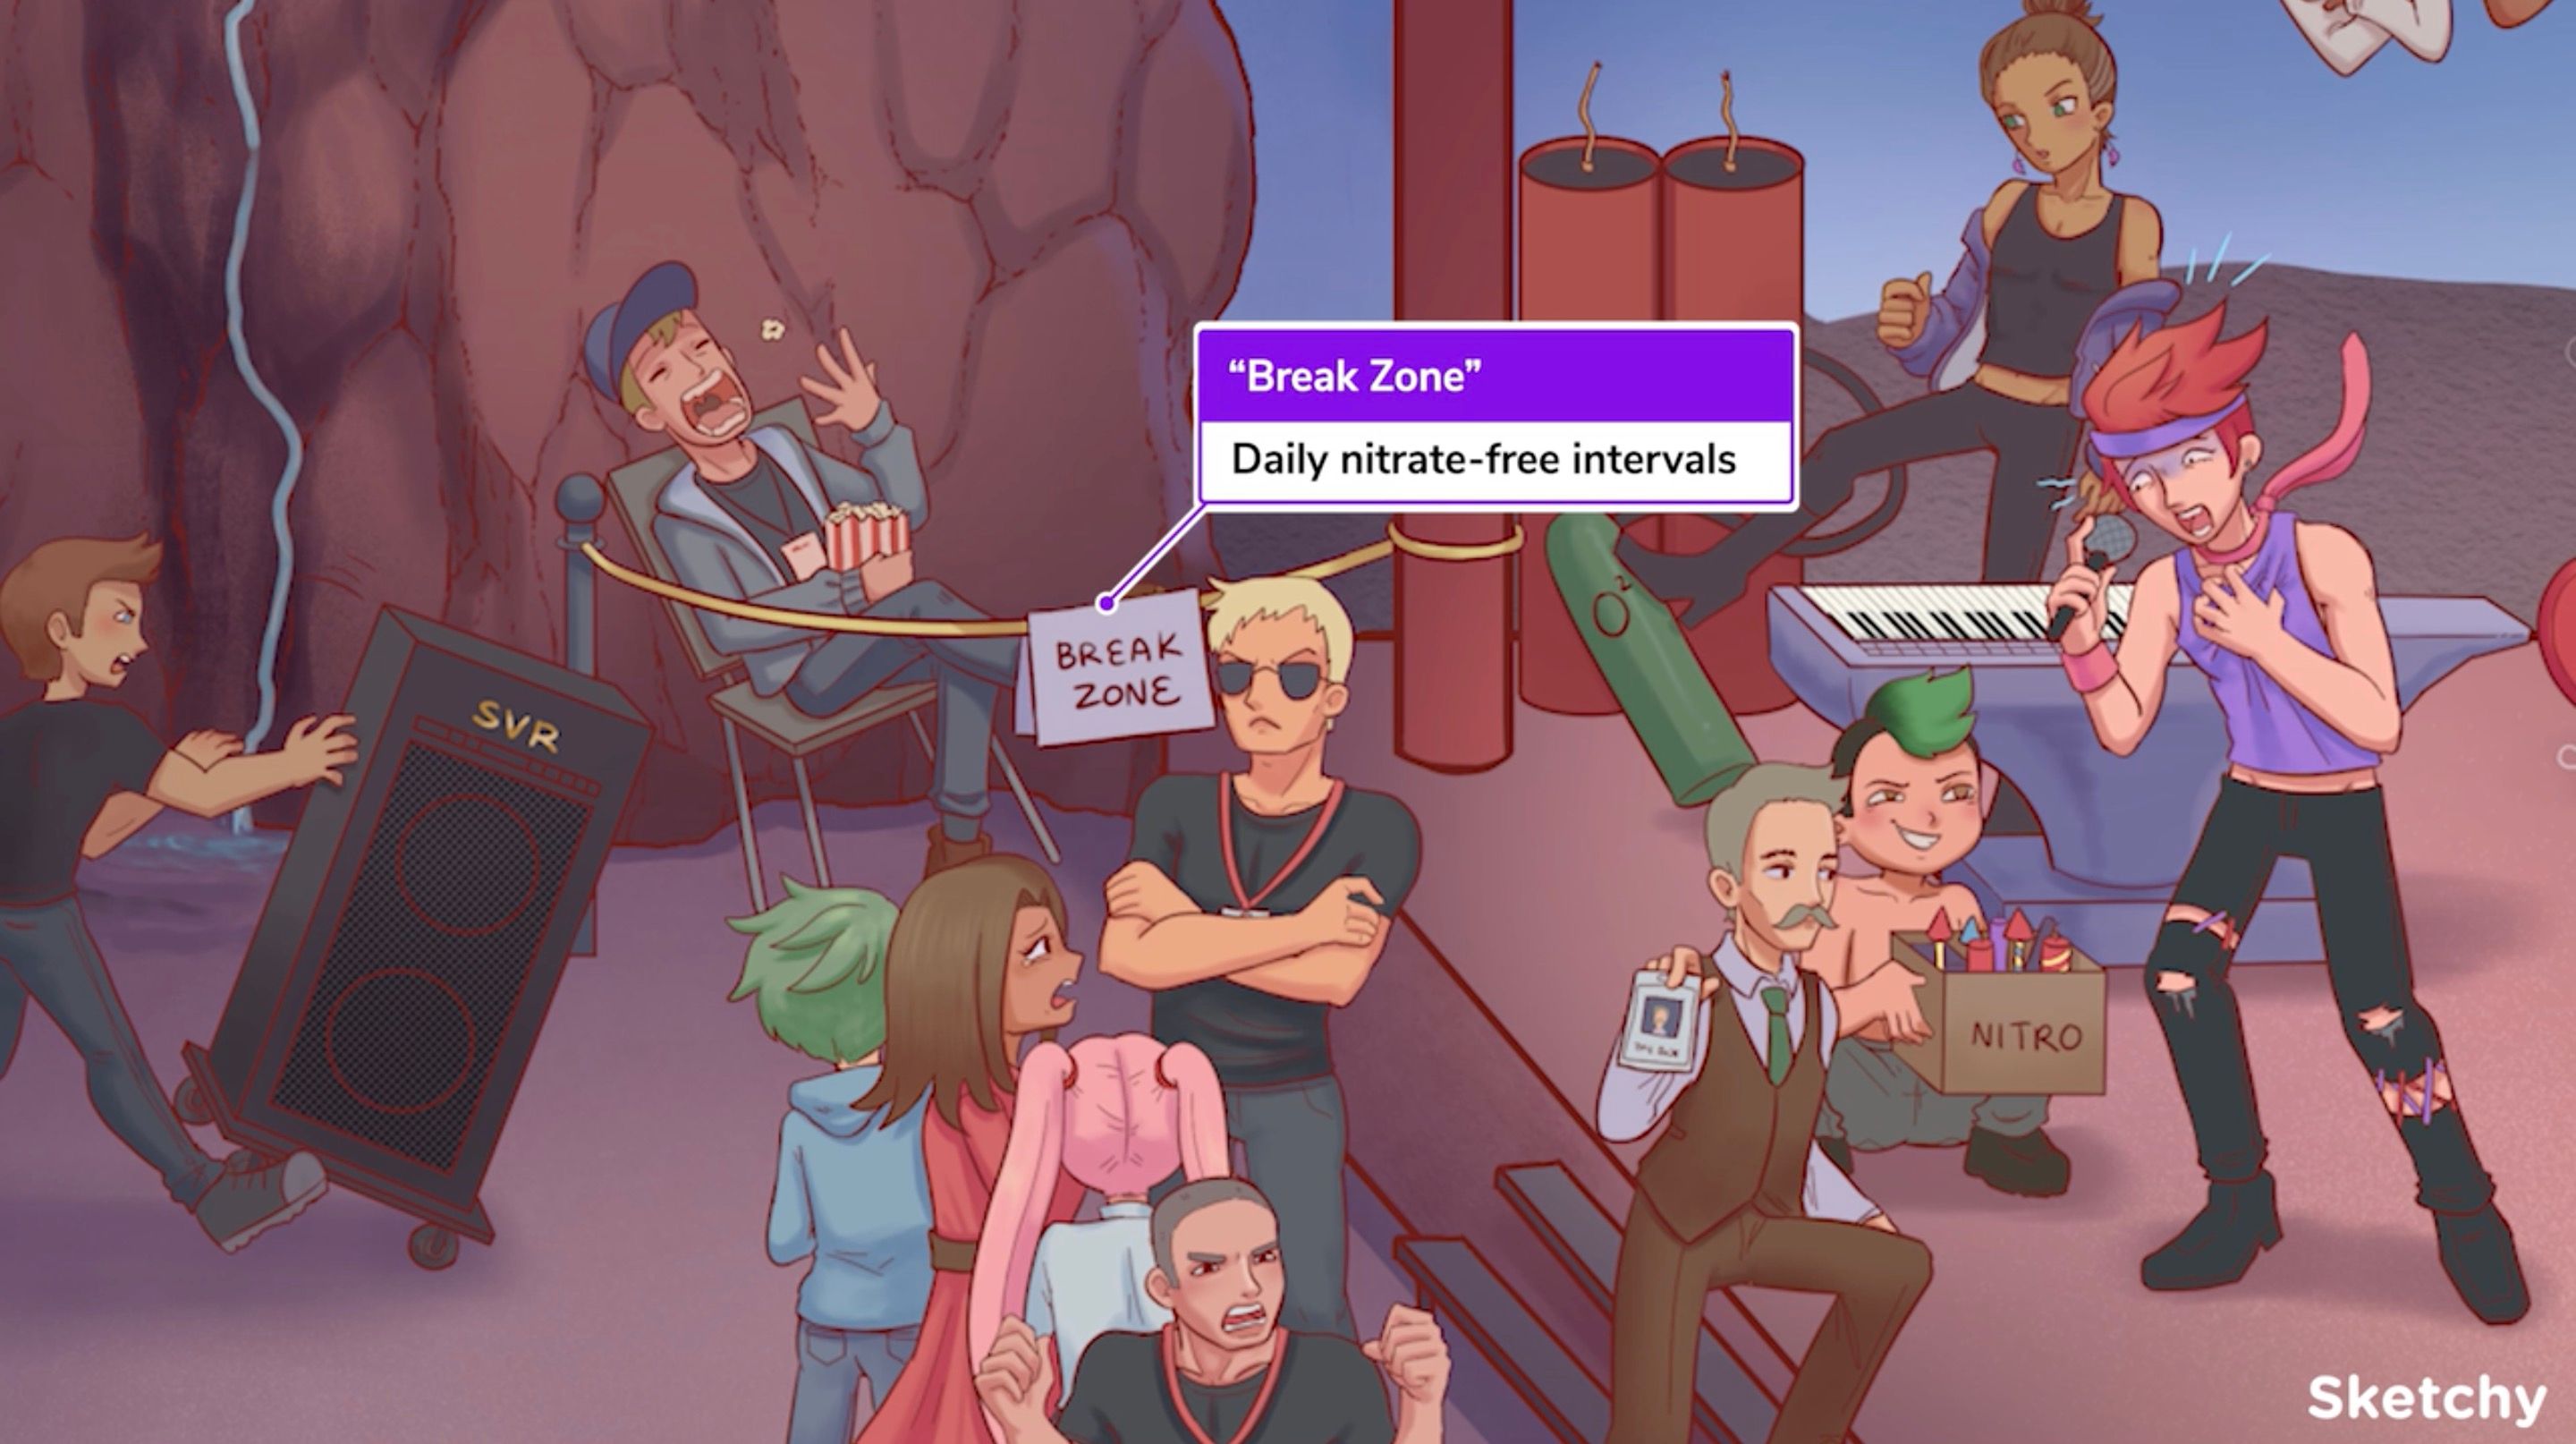 “Break Zone”
Daily nitrate-free intervals
BREAK
ZONE
SVR
O2
NITRO
Sketchy